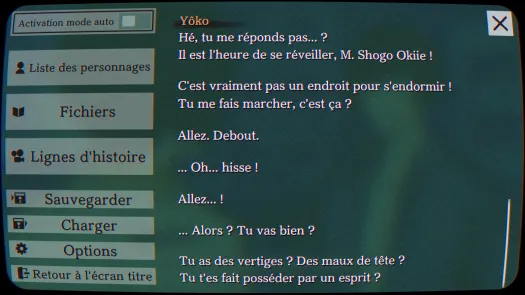 Activation mode auto
Liste des personnages
Fichiers
Lignes d'histoire
Sauvegarder
Charger
Options
Retour à l'écran titre
Yôko
Hé, tu me réponds pas... ?
Il est l'heure de se réveiller, M. Shogo Okiie !
C'est vraiment pas un endroit pour s'endormir !
Tu me fais marcher, c'est ça ?
Allez. Debout.
... Oh... hisse !
Allez... !
... Alors ? Tu vas bien ?
Tu as des vertiges ? Des maux de tête ?
Tu t'es fait posséder par un esprit ?